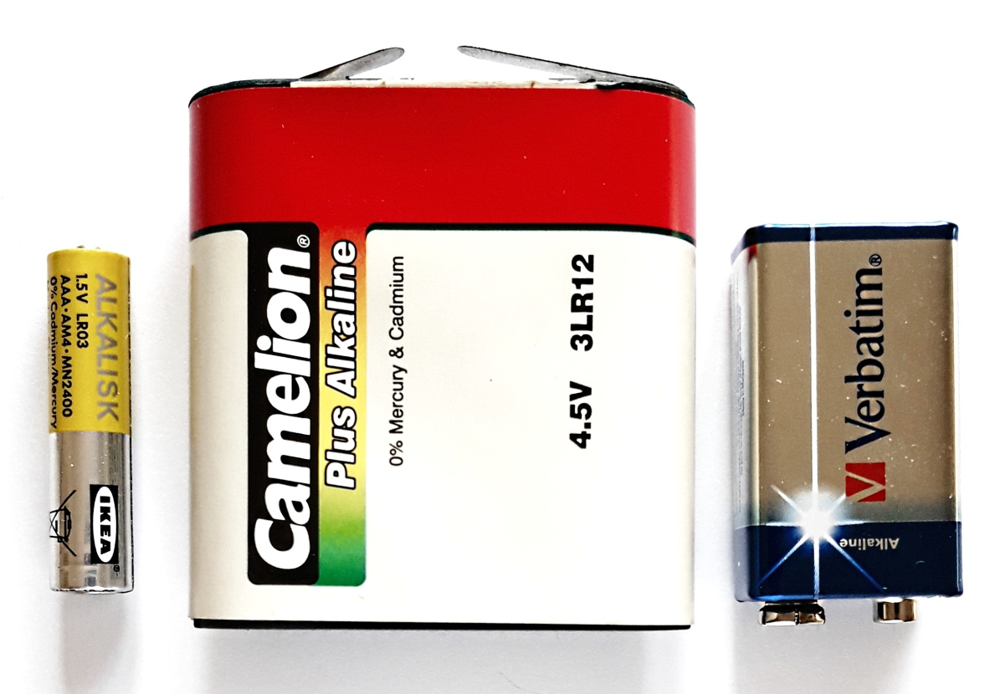 ALKALISK
1.5V LR03
AAA•AM4•MN2400
0% Cadmium/Mercury
IKEA
Camelion®
Plus Alkaline
0% Mercury & Cadmium
4.5V 3LR12
Verbatim®
Alkaline